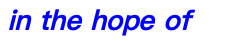 in the hope of